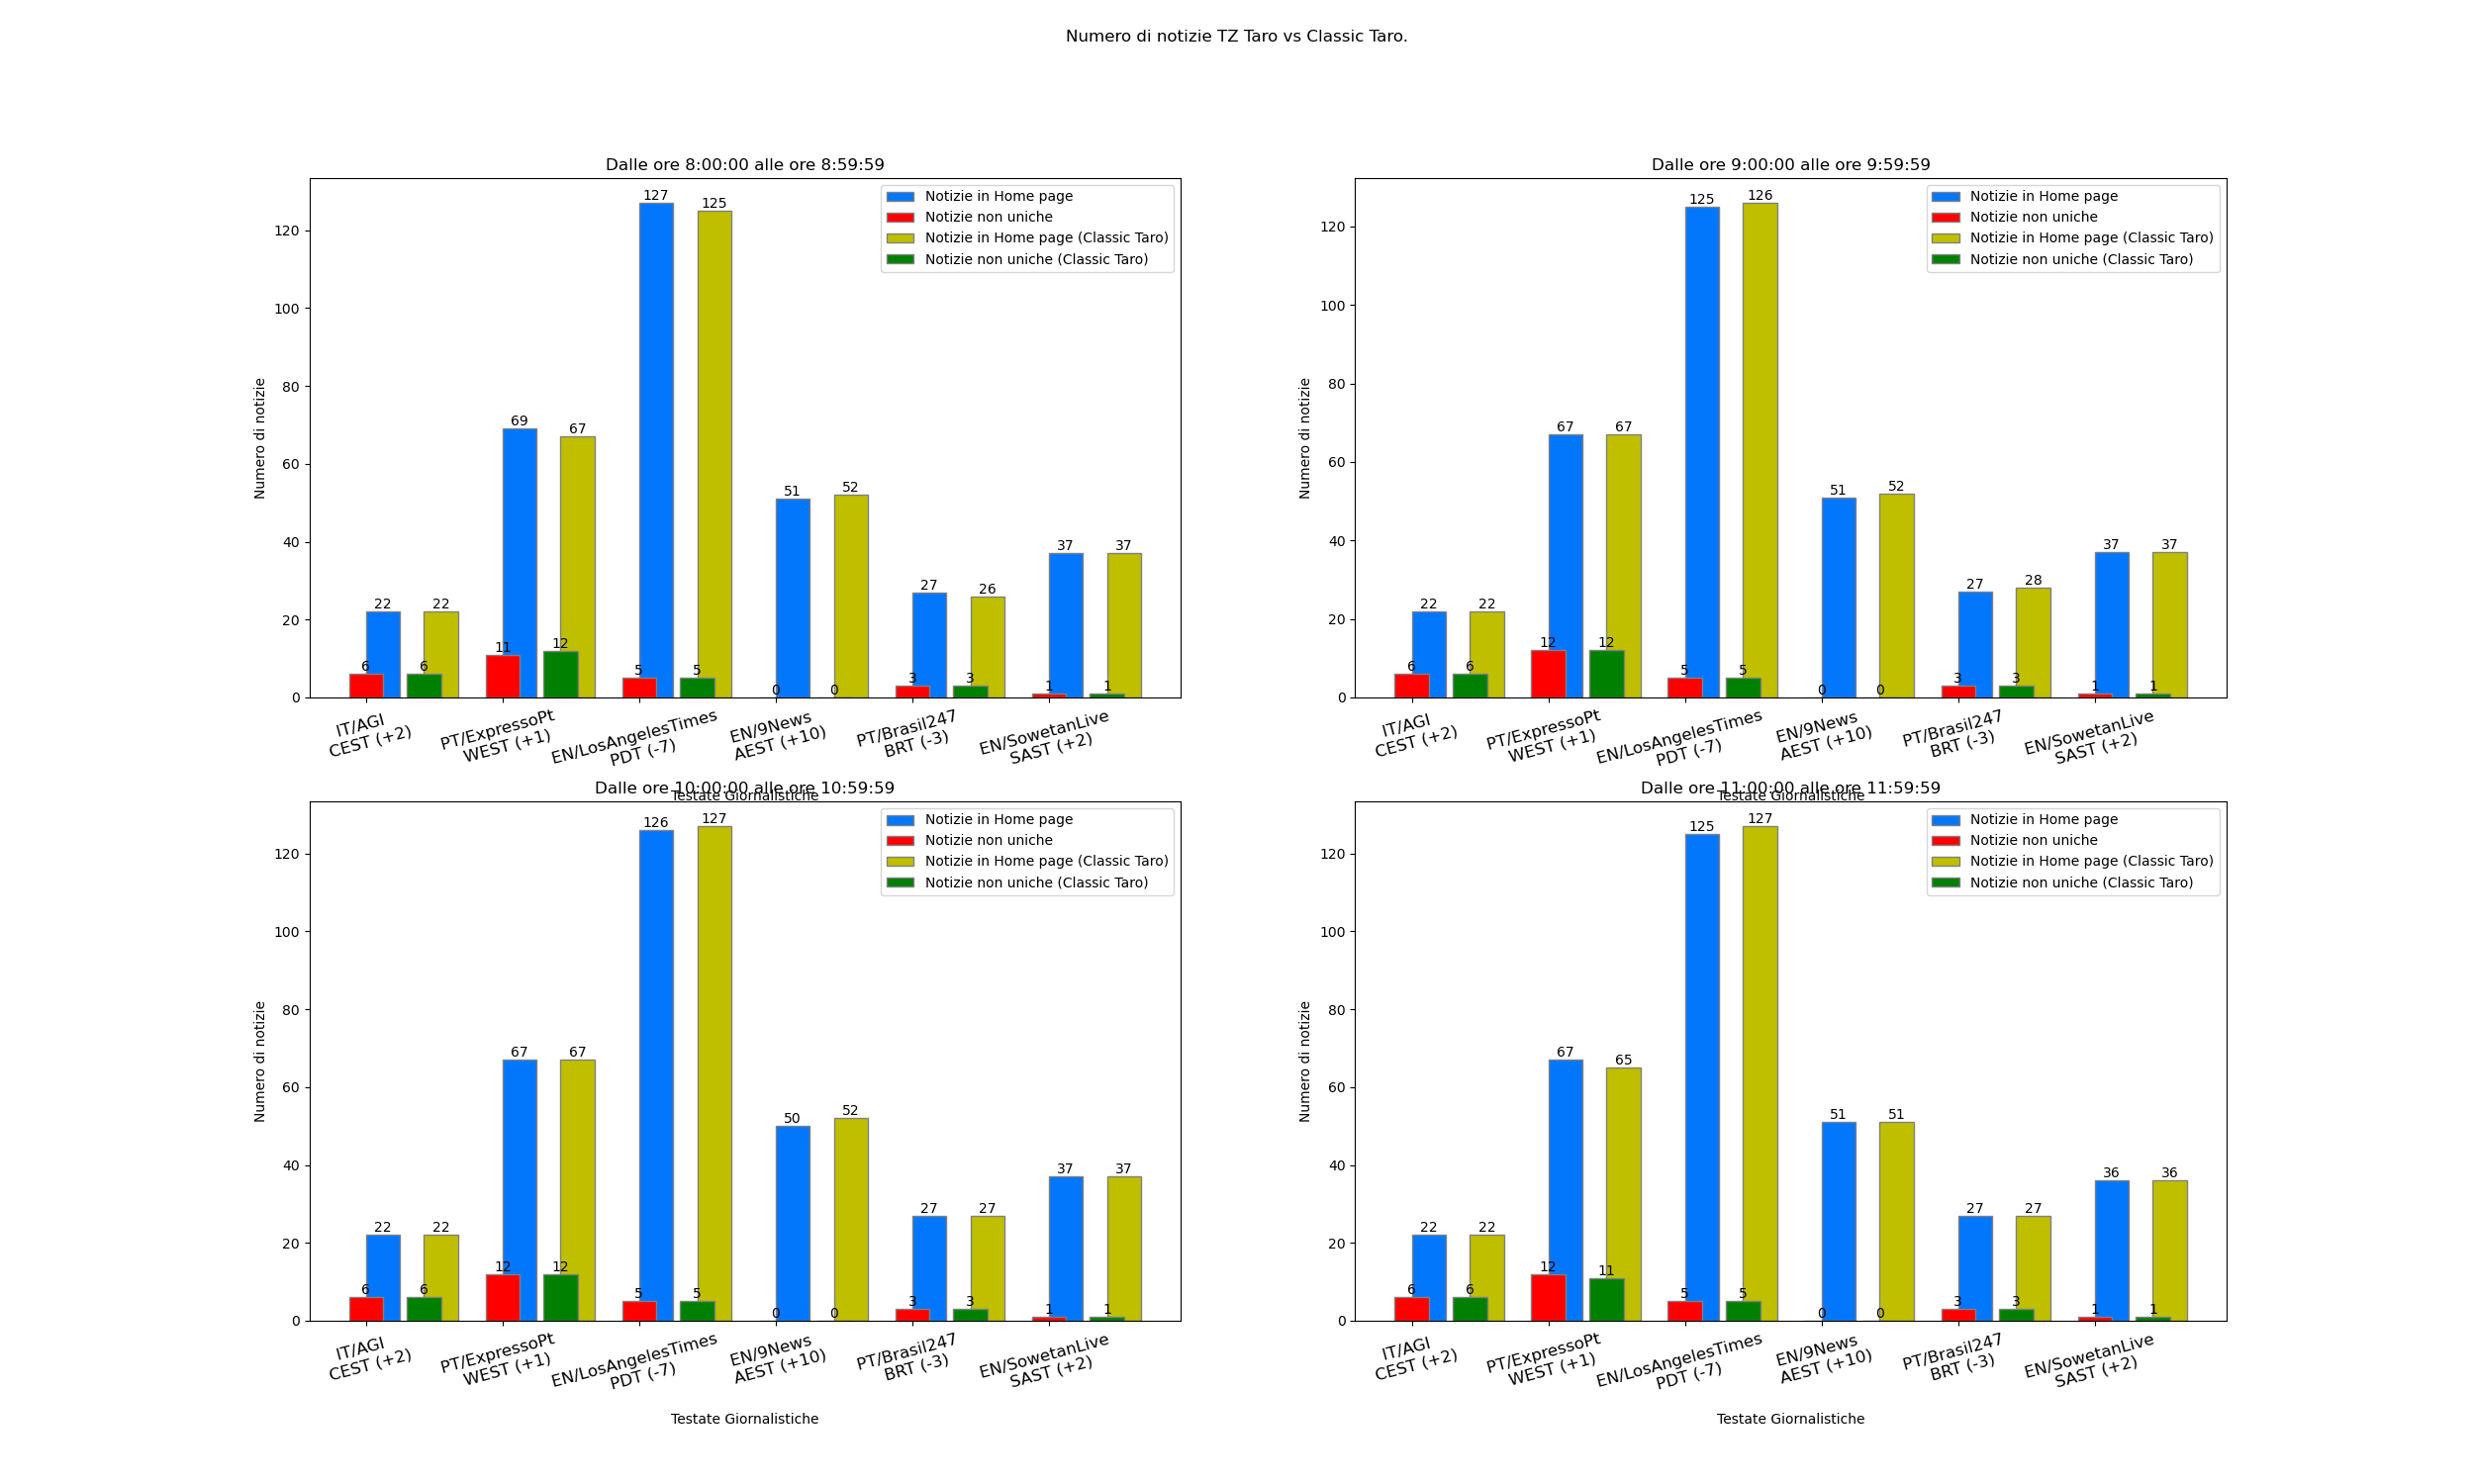 Numero di notizie TZ Taro vs Classic Taro.
Dalle ore 8:00:00 alle ore 8:59:59
Numero di notizie
0
20
40
60
80
100
120
Notizie in Home page
Notizie non uniche
Notizie in Home page (Classic Taro)
Notizie non uniche (Classic Taro)
6 22 6 22
11 69 12 67
5 127 5 125
0 51 0 52
3 27 3 26
1 37 1 37
IT/AGI
CEST (+2)
PT/ExpressoPt
WEST (+1)
EN/LosAngelesTimes
PDT (-7)
EN/9News
AEST (+10)
PT/Brasil247
BRT (-3)
EN/SowetanLive
SAST (+2)
Testate Giornalistiche
Dalle ore 9:00:00 alle ore 9:59:59
Numero di notizie
0
20
40
60
80
100
120
Notizie in Home page
Notizie non uniche
Notizie in Home page (Classic Taro)
Notizie non uniche (Classic Taro)
6 22 6 22
12 67 12 67
5 125 5 126
0 51 0 52
3 27 3 28
1 37 1 37
IT/AGI
CEST (+2)
PT/ExpressoPt
WEST (+1)
EN/LosAngelesTimes
PDT (-7)
EN/9News
AEST (+10)
PT/Brasil247
BRT (-3)
EN/SowetanLive
SAST (+2)
Testate Giornalistiche
Dalle ore 10:00:00 alle ore 10:59:59
Numero di notizie
0
20
40
60
80
100
120
Notizie in Home page
Notizie non uniche
Notizie in Home page (Classic Taro)
Notizie non uniche (Classic Taro)
6 22 6 22
12 67 12 67
5 126 5 127
0 50 0 52
3 27 3 27
1 37 1 37
IT/AGI
CEST (+2)
PT/ExpressoPt
WEST (+1)
EN/LosAngelesTimes
PDT (-7)
EN/9News
AEST (+10)
PT/Brasil247
BRT (-3)
EN/SowetanLive
SAST (+2)
Testate Giornalistiche
Dalle ore 11:00:00 alle ore 11:59:59
Numero di notizie
0
20
40
60
80
100
120
Notizie in Home page
Notizie non uniche
Notizie in Home page (Classic Taro)
Notizie non uniche (Classic Taro)
6 22 6 22
12 67 11 65
5 125 5 127
0 51 0 51
3 27 3 27
1 36 1 36
IT/AGI
CEST (+2)
PT/ExpressoPt
WEST (+1)
EN/LosAngelesTimes
PDT (-7)
EN/9News
AEST (+10)
PT/Brasil247
BRT (-3)
EN/SowetanLive
SAST (+2)
Testate Giornalistiche